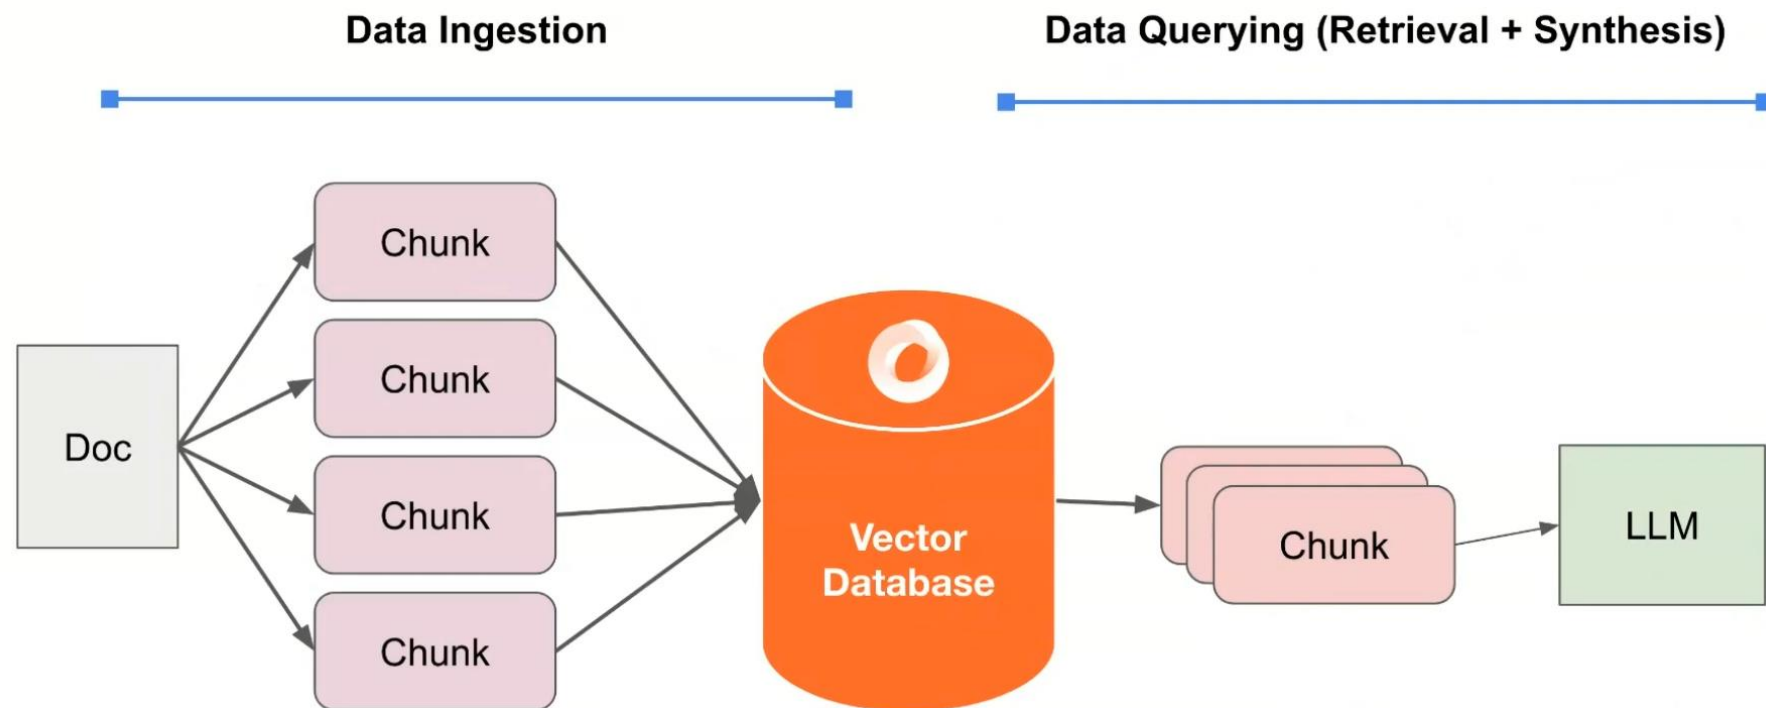 Data Ingestion
Data Querying (Retrieval + Synthesis)
Doc
Chunk
Chunk
Chunk
Chunk
Vector
Database
Chunk
LLM